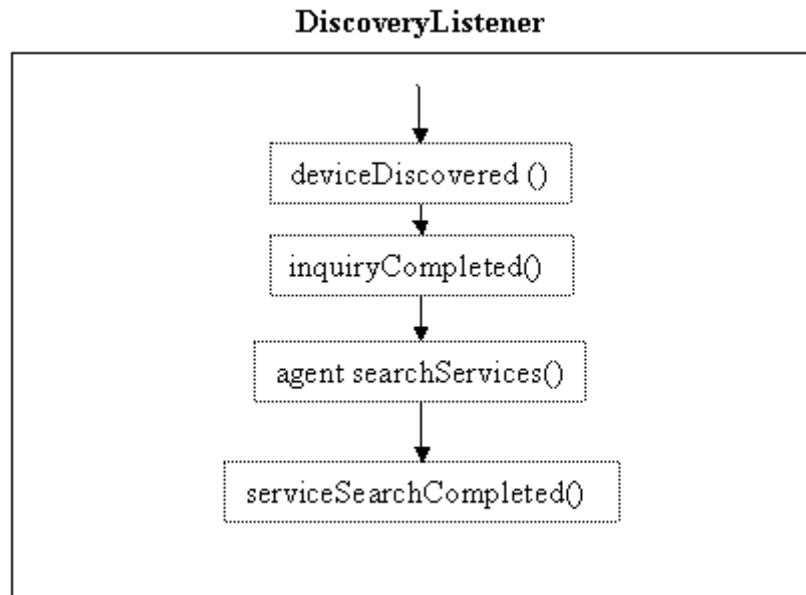 DiscoveryListener
deviceDiscovered ()
inquiryCompleted()
agent searchServices()
serviceSearchCompleted()